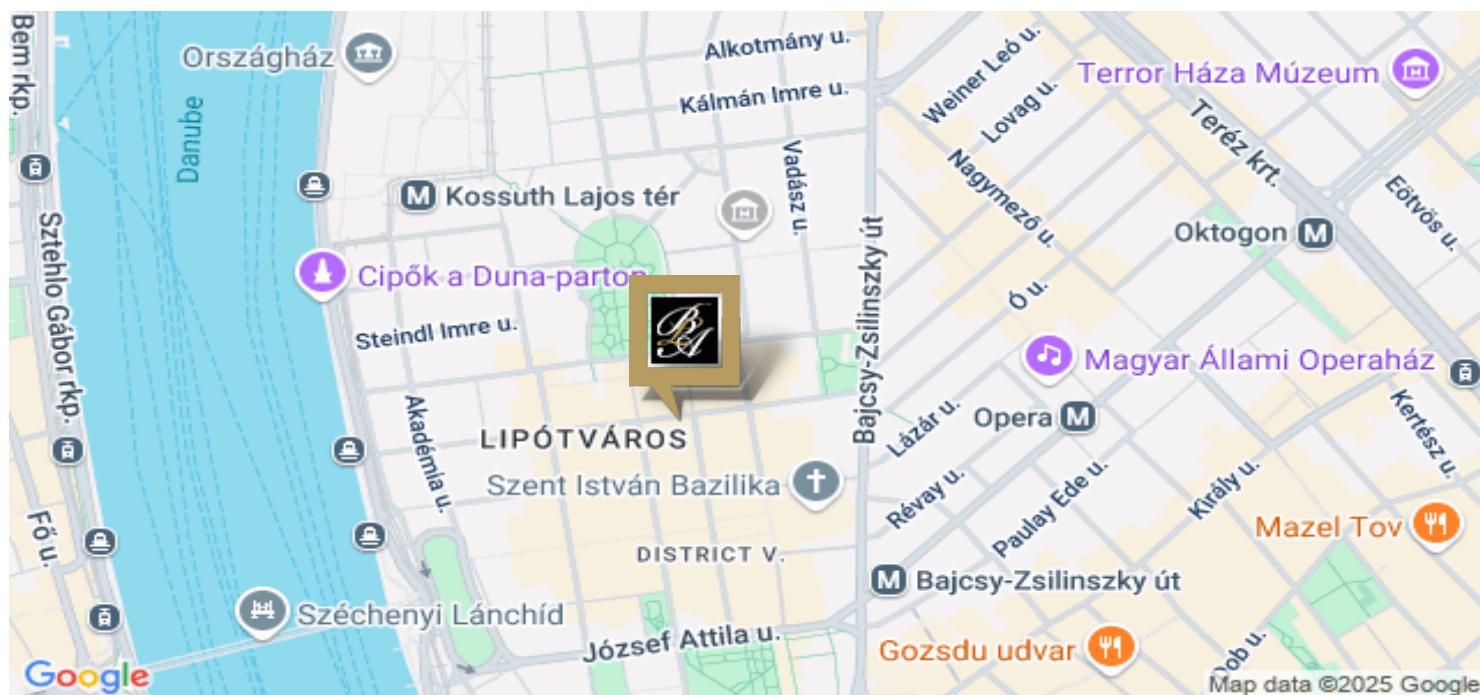 Bem rkp.
Országház
Alkotmány u.
Weiner Leó u.
Terror Háza Múzeum
Kálmán Imre u.
Lovag u.
Danube
Teréz krt.
Vadász u.
Nagymező u.
Eötvös u.
M Kossuth Lajos tér
Sztehlo Gábor rkp.
Bajcsy-Zsilinszky út
Oktogon M
Cipők a Duna-parton
Ó u.
Steindl Imre u.
BLA
Magyar Állami Operaház
Akadémia u.
Lázár u.
Opera M
Kertész u.
LIPÓTVÁROS
Szent István Bazilika
Révay u.
Paulay Ede u.
Király u.
Fő u.
Mazel Tov
DISTRICT V.
M Bajcsy-Zsilinszky út
Széchenyi Lánchíd
József Attila u.
Gozsdu udvar
Dob u.
Google
Map data ©2025 Google